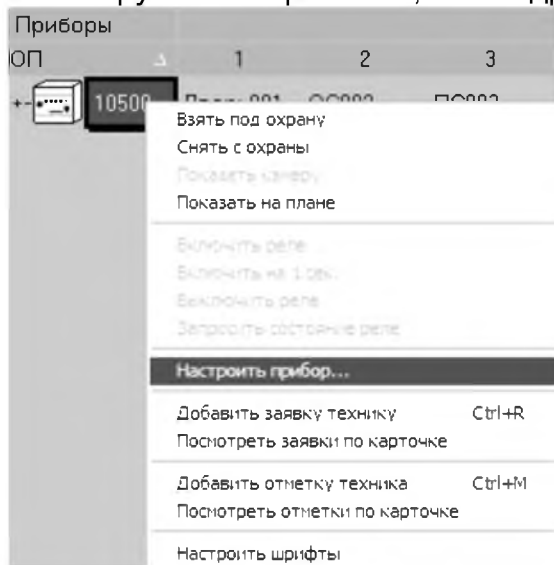 Приборы
ОП 1 2 3
10500
Взять под охрану
Снять с охраны
Показать камеру
Показать на плане
Включить реле
Включить на 1 сек.
Выключить реле
Запросить состояние реле
Настроить прибор...
Добавить заявку технику Ctrl+R
Посмотреть заявки по карточке
Добавить отметку техника Ctrl+M
Посмотреть отметки по карточке
Настроить шрифты